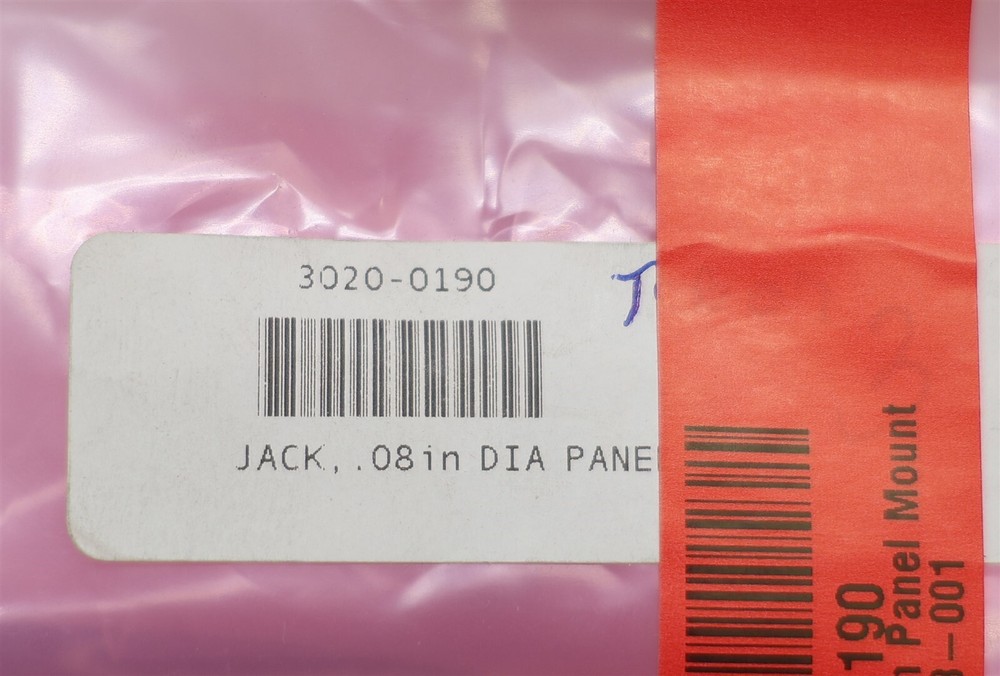 3020-0190
JACK, .08in DIA PANE
190
Panel Mount
-001